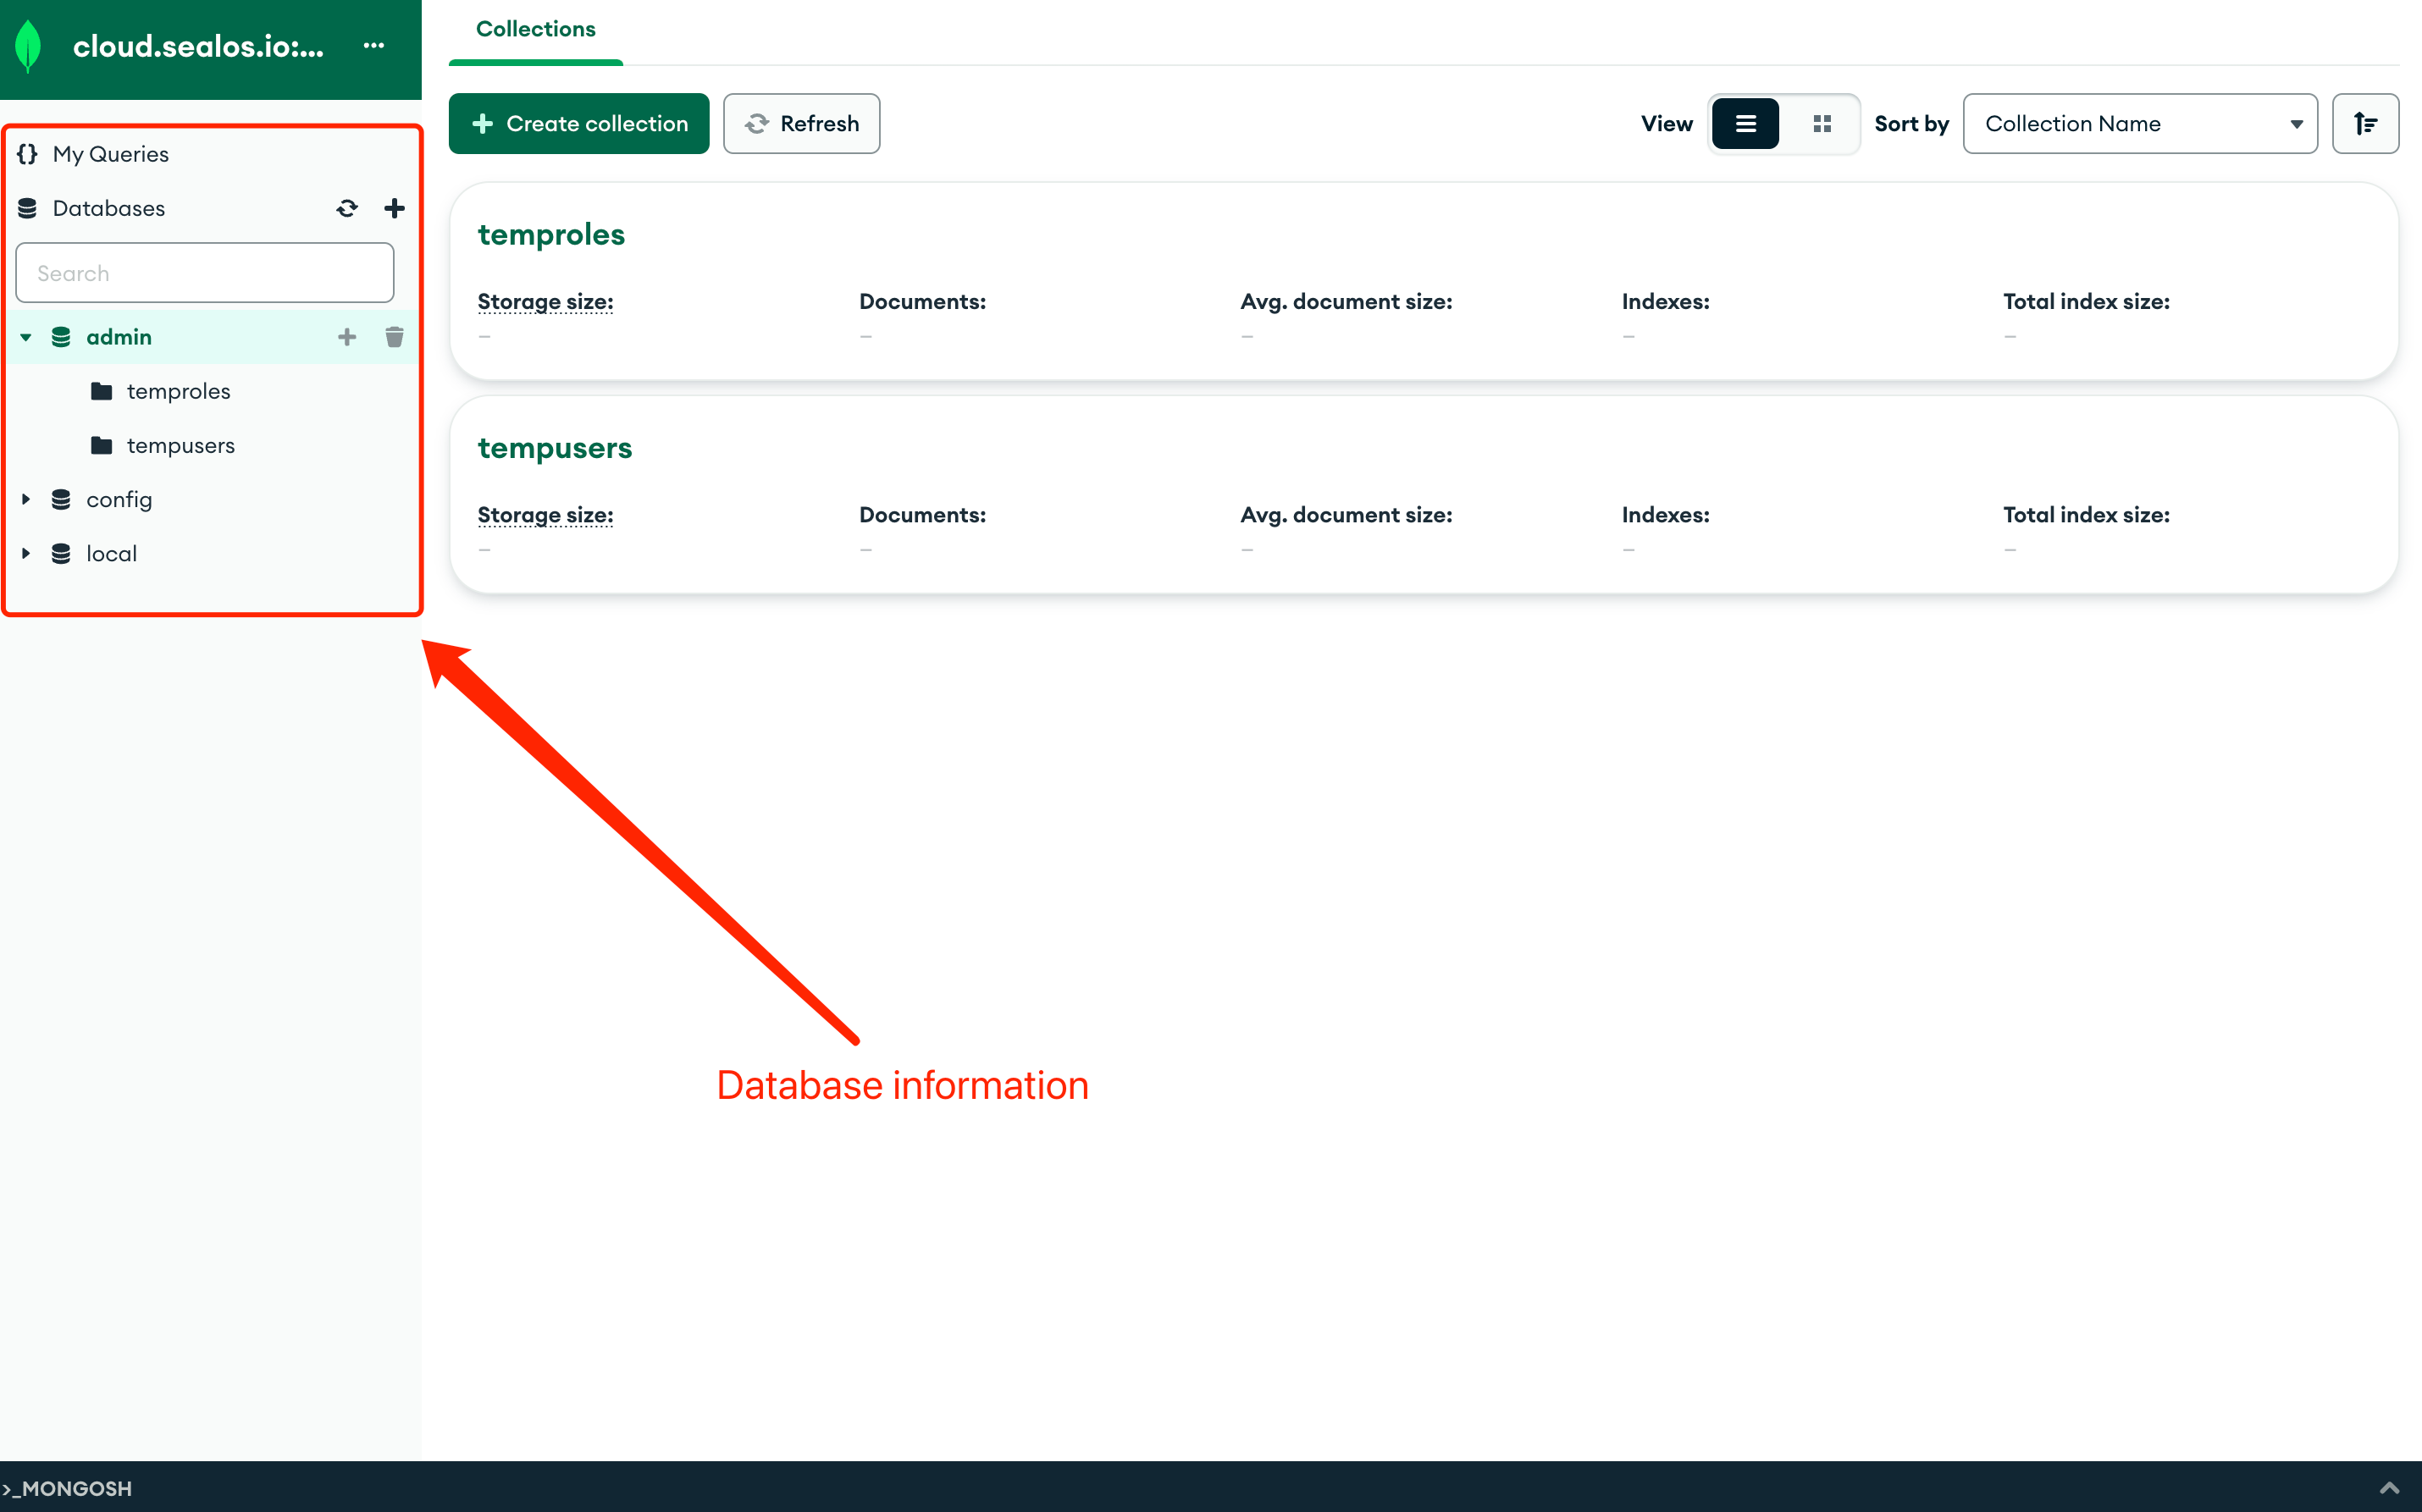 cloud.sealos.io:...
My Queries
Databases
Search
admin
temproles
tempusers
config
local
Collections
Create collection
Refresh
View
Sort by
Collection Name
temproles
Storage size: Documents: Avg. document size: Indexes: Total index size:
– – – – –
tempusers
Storage size: Documents: Avg. document size: Indexes: Total index size:
– – – – –
Database information
>_MONGOSH